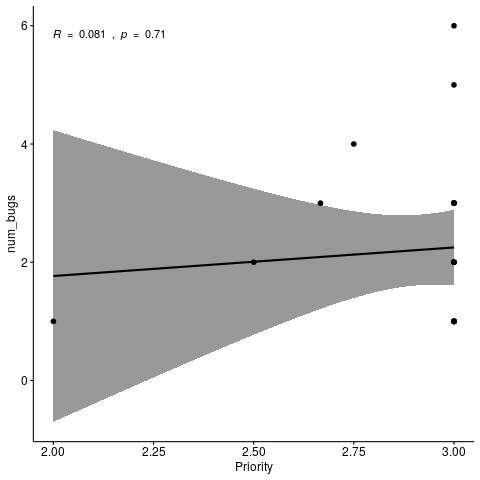 R = 0.081 , p = 0.71
6
4
2
0
num_bugs
2.00 2.25 2.50 2.75 3.00
Priority